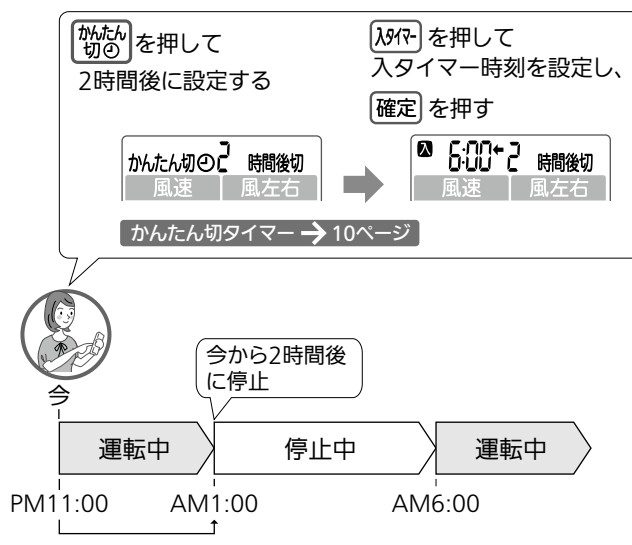 かんたん切 を押して
2時間後に設定する
入タイマー を押して
入タイマー時刻を設定し、
確定 を押す
かんたん切 2 時間後切
風速 風左右
入 6:00 2 時間後切
風速 風左右
かんたん切タイマー → 10ページ
今から2時間後
に停止
今
運転中 停止中 運転中
PM11:00 AM1:00 AM6:00